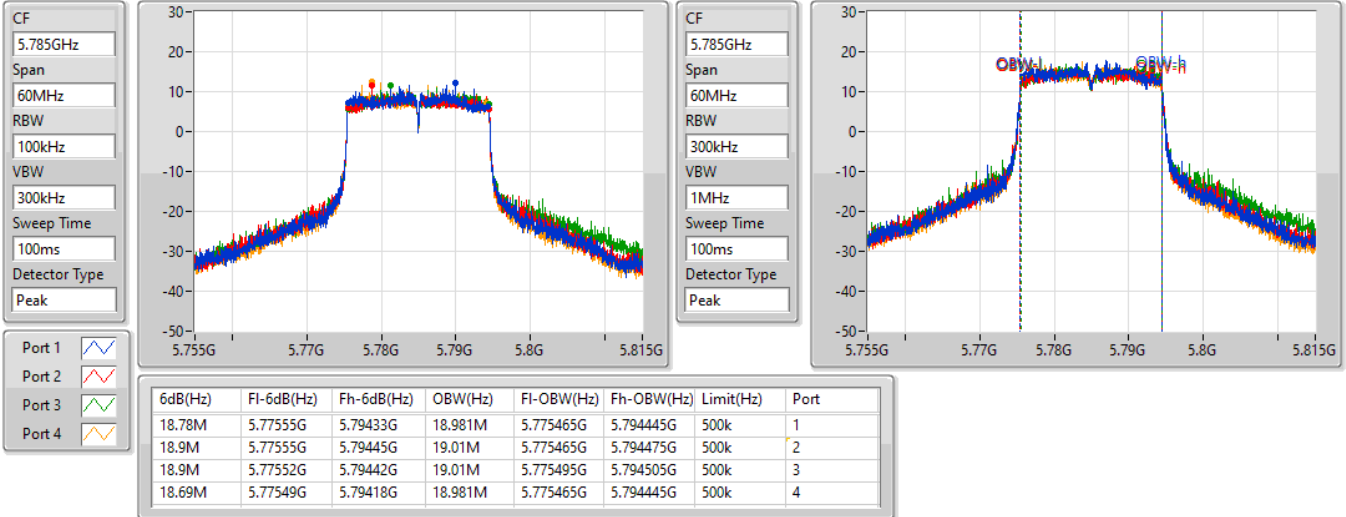 CF
5.785GHz
Span
60MHz
RBW
100kHz
VBW
300kHz
Sweep Time
100ms
Detector Type
Peak
30
20
10
0
-10
-20
-30
-40
-50
5.755G 5.77G 5.78G 5.79G 5.8G 5.815G
CF
5.785GHz
Span
60MHz
RBW
300kHz
VBW
1MHz
Sweep Time
100ms
Detector Type
Peak
30
20
10
0
-10
-20
-30
-40
-50
OBW-l OBW-h
5.755G 5.77G 5.78G 5.79G 5.8G 5.815G
Port 1
Port 2
Port 3
Port 4
6dB(Hz) Fl-6dB(Hz) Fh-6dB(Hz) OBW(Hz) Fl-OBW(Hz) Fh-OBW(Hz) Limit(Hz) Port
18.78M 5.77555G 5.79433G 18.981M 5.775465G 5.794445G 500k 1
18.9M 5.77555G 5.79445G 19.01M 5.775465G 5.794475G 500k 2
18.9M 5.77552G 5.79442G 19.01M 5.775495G 5.794505G 500k 3
18.69M 5.77549G 5.79418G 18.981M 5.775465G 5.794445G 500k 4